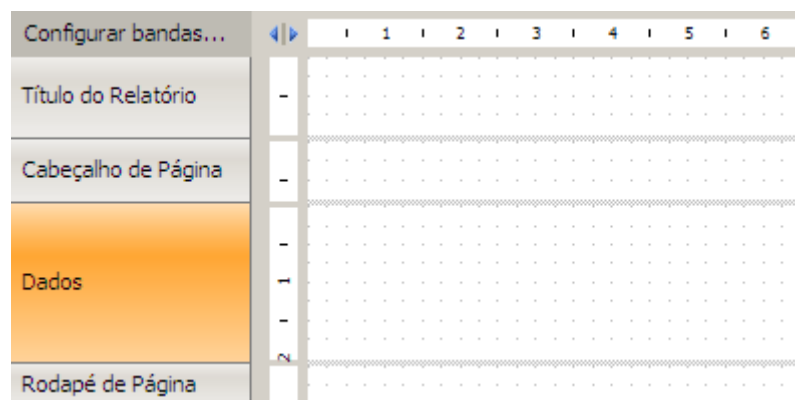 Configurar bandas...
1 2 3 4 5 6
Título do Relatório
Cabeçalho de Página
Dados
1
2
Rodapé de Página